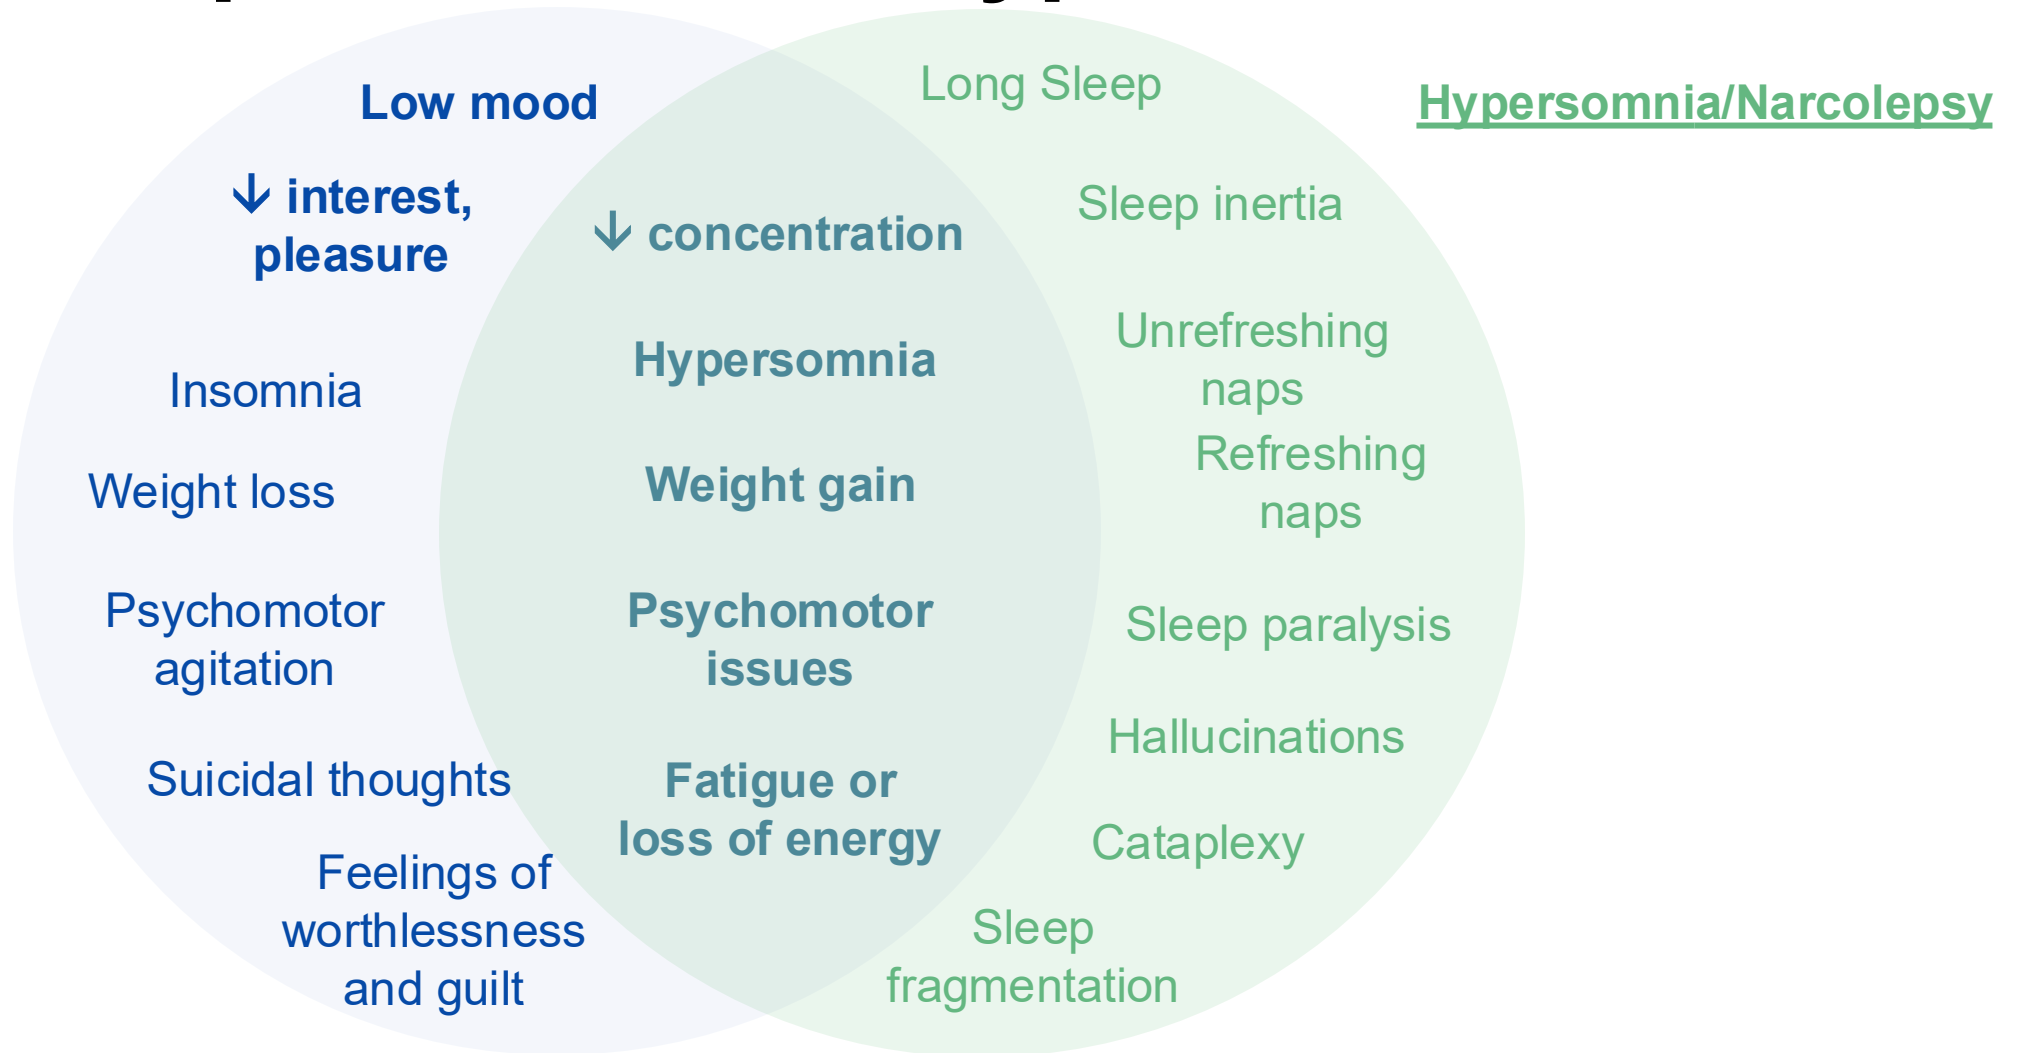 Low mood
↓ interest,
pleasure
Insomnia
Weight loss
Psychomotor
agitation
Suicidal thoughts
Feelings of
worthlessness
and guilt
↓ concentration
Hypersomnia
Weight gain
Psychomotor
issues
Fatigue or
loss of energy
Long Sleep
Sleep inertia
Unrefreshing
naps
Refreshing
naps
Sleep paralysis
Hallucinations
Cataplexy
Sleep
fragmentation
Hypersomnia/Narcolepsy